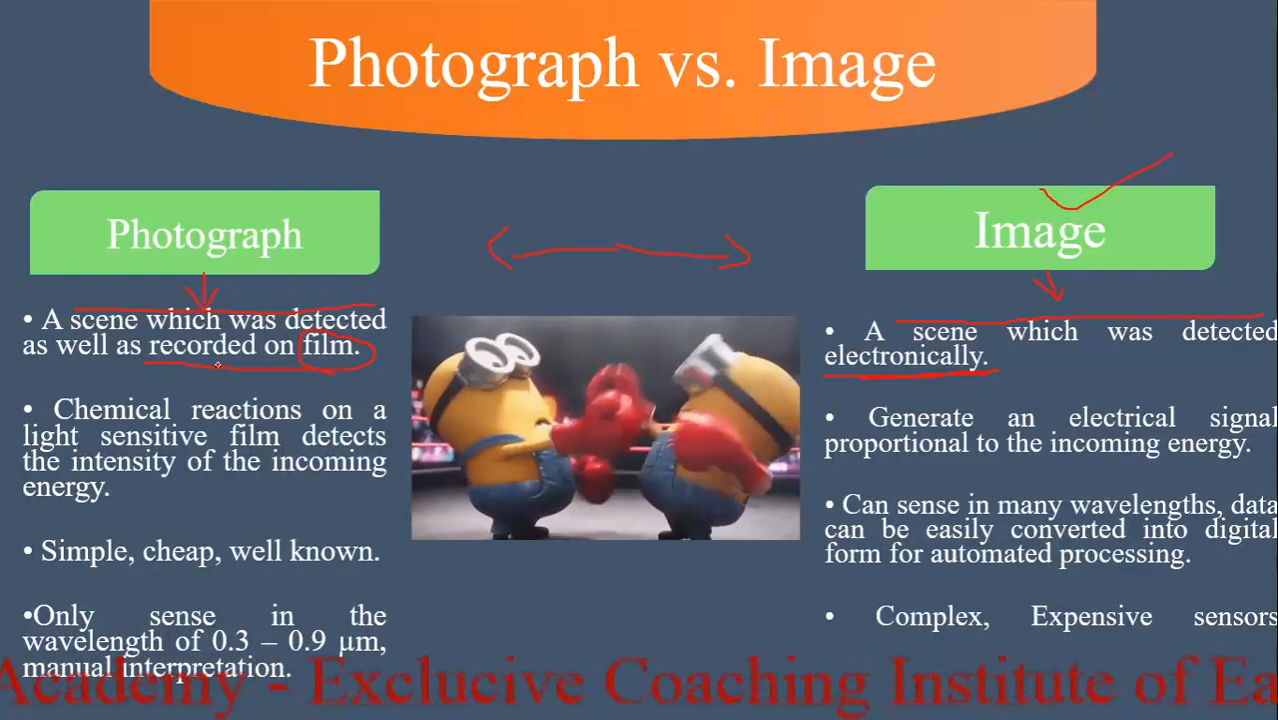 Photograph vs. Image
Photograph
• A scene which was detected
as well as recorded on film.
• Chemical reactions on a
light sensitive film detects
the intensity of the incoming
energy.
• Simple, cheap, well known.
•Only sense in the
wavelength of 0.3 – 0.9 µm,
manual interpretation.
Image
• A scene which was detected
electronically.
• Generate an electrical signal
proportional to the incoming energy.
• Can sense in many wavelengths, data
can be easily converted into digital
form for automated processing.
• Complex, Expensive sensors
Academy - Exclucive Coaching Institute of Ea